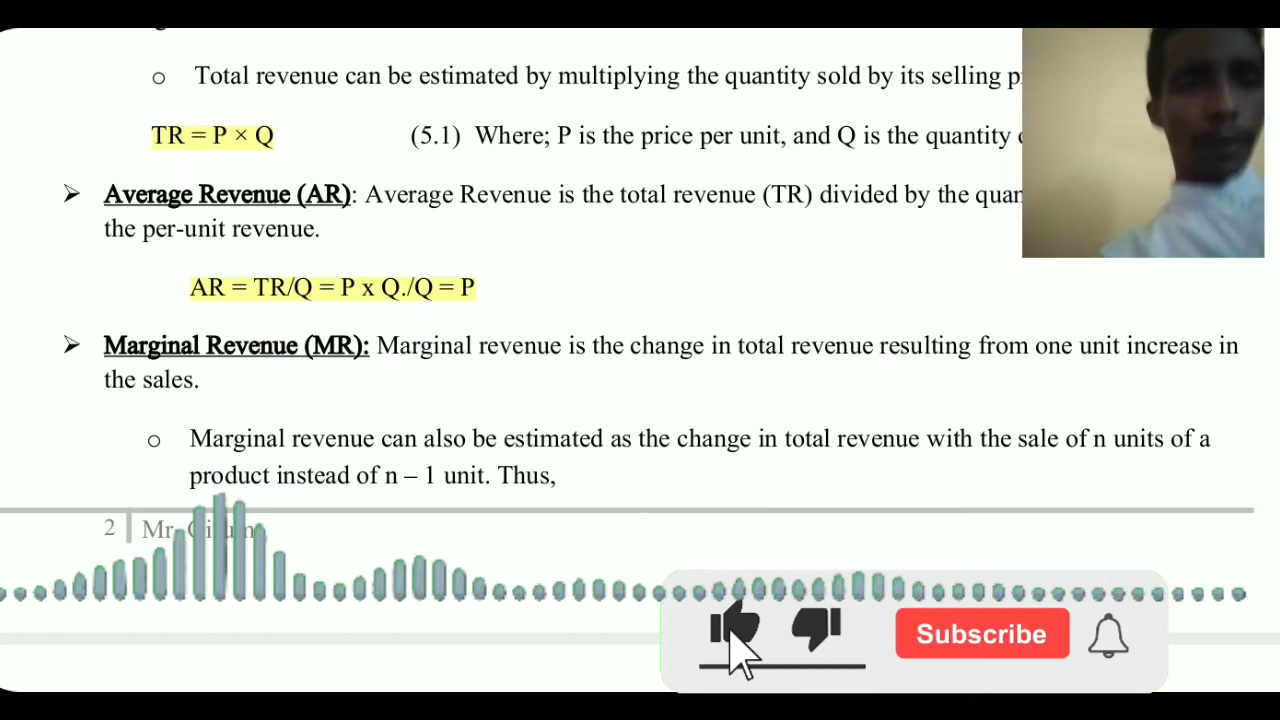 o Total revenue can be estimated by multiplying the quantity sold by its selling
TR = P × Q (5.1) Where; P is the price per unit, and Q is the quantity
➢ Average Revenue (AR): Average Revenue is the total revenue (TR) divided by the
the per-unit revenue.
AR = TR/Q = P x Q./Q = P
➢ Marginal Revenue (MR): Marginal revenue is the change in total revenue resulting from one unit increase in
the sales.
o Marginal revenue can also be estimated as the change in total revenue with the sale of n units of a
product instead of n – 1 unit. Thus,
2 | Mr.
Subscribe